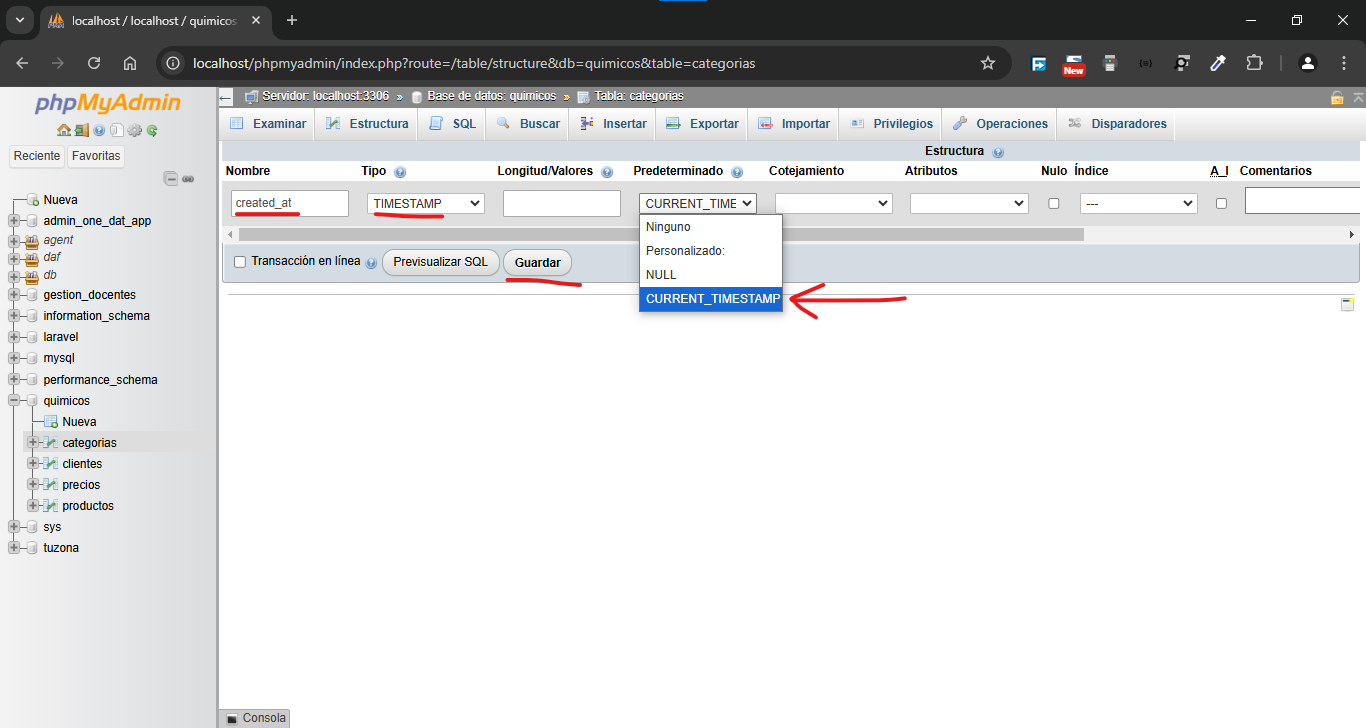 localhost / localhost / quimicos
localhost/phpmyadmin/index.php?route=/table/structure&db=quimicos&table=categorias
New
phpMyAdmin
Reciente Favoritas
Nueva
admin_one_dat_app
agent
daf
db
gestion_docentes
information_schema
laravel
mysql
performance_schema
quimicos
Nueva
categorias
clientes
precios
productos
sys
tuzona
Servidor: localhost:3306 » Base de datos: quimicos » Tabla: categorias
Examinar Estructura SQL Buscar Insertar Exportar Importar Privilegios Operaciones Disparadores
Estructura
Nombre Tipo Longitud/Valores Predeterminado Cotejamiento Atributos Nulo Índice A_I Comentarios
created_at TIMESTAMP CURRENT_TIME ---
Ninguno
Personalizado:
NULL
CURRENT_TIMESTAMP
Transacción en línea Previsualizar SQL Guardar
Consola